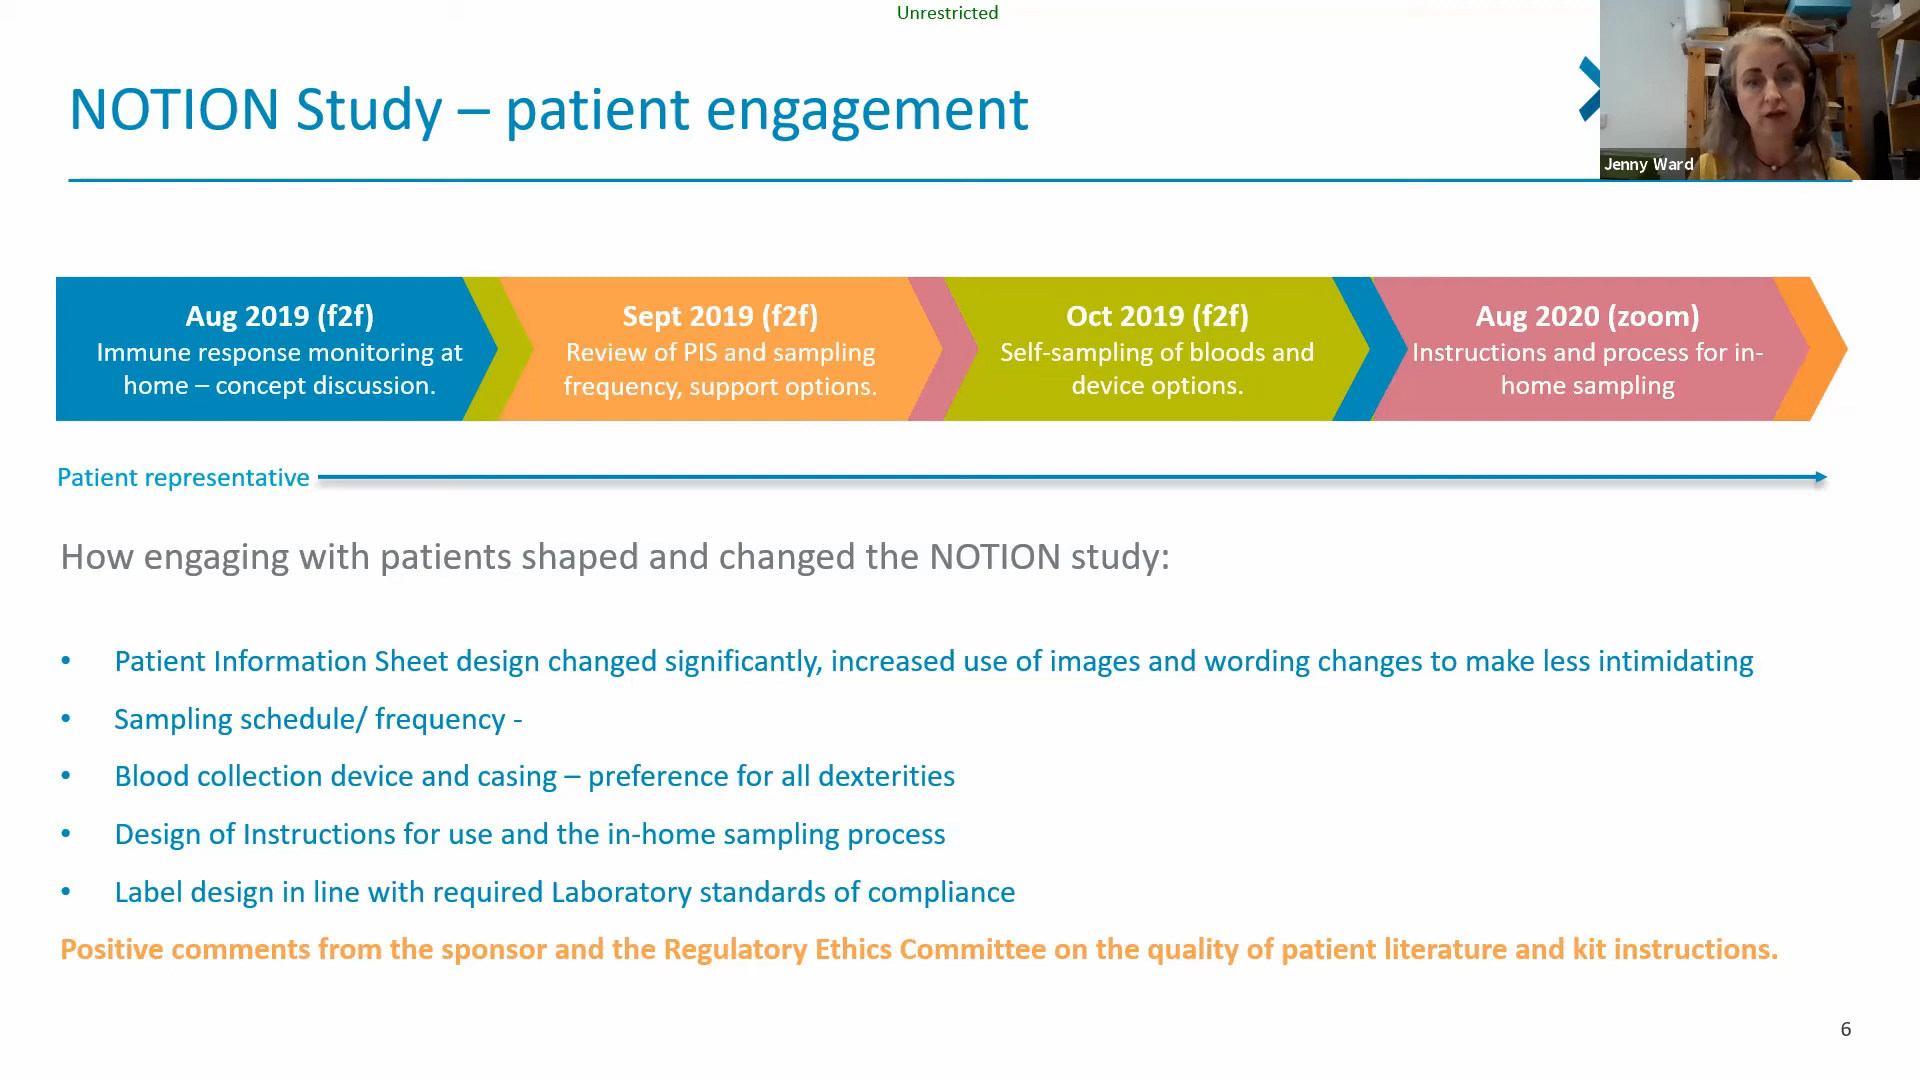 Unrestricted
NOTION Study – patient engagement
Jenny Ward
Aug 2019 (f2f)
Immune response monitoring at
home – concept discussion.
Sept 2019 (f2f)
Review of PIS and sampling
frequency, support options.
Oct 2019 (f2f)
Self-sampling of bloods and
device options.
Aug 2020 (zoom)
Instructions and process for in-
home sampling
Patient representative
How engaging with patients shaped and changed the NOTION study:
• Patient Information Sheet design changed significantly, increased use of images and wording changes to make less intimidating
• Sampling schedule/ frequency -
• Blood collection device and casing – preference for all dexterities
• Design of Instructions for use and the in-home sampling process
• Label design in line with required Laboratory standards of compliance
Positive comments from the sponsor and the Regulatory Ethics Committee on the quality of patient literature and kit instructions.
6